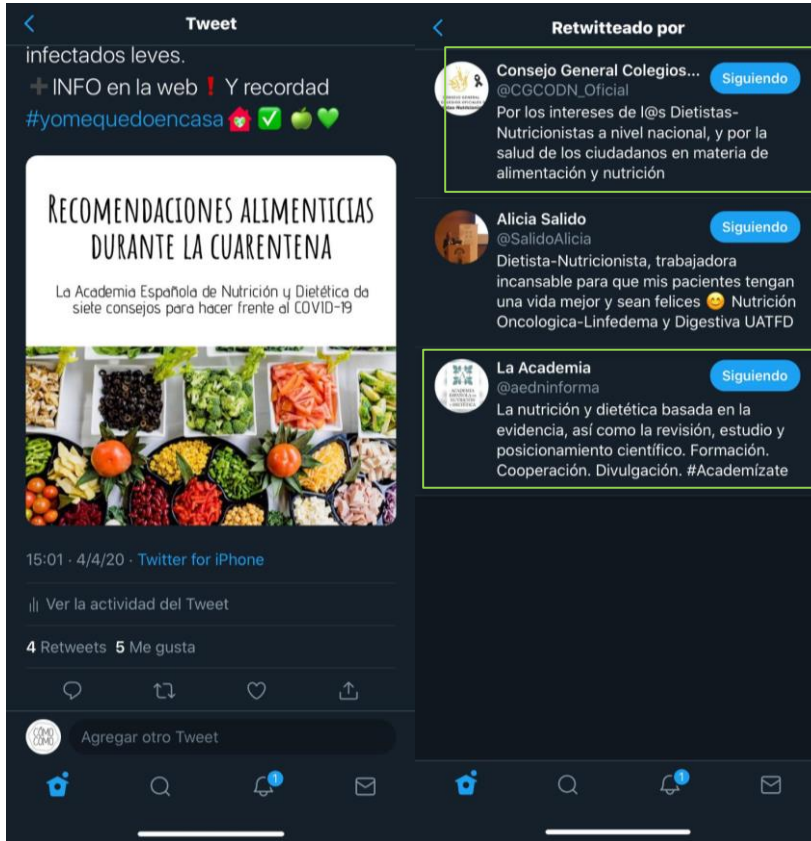 Tweet
infectados leves.
➕INFO en la web❗Y recordad
#yomequedoencasa🏠✅🍏💚
RECOMENDACIONES ALIMENTICIAS
DURANTE LA CUARENTENA
La Academia Española de Nutrición y Dietética da
siete consejos para hacer frente al COVID-19
15:01 · 4/4/20 · Twitter for iPhone
Ver la actividad del Tweet
4 Retweets 5 Me gusta
CÓMO
COMO
Agregar otro Tweet
1
Retwitteado por
Consejo General Colegios...
Siguiendo
@CGCODN_Oficial
Por los intereses de l@s Dietistas-
Nutricionistas a nivel nacional, y por la
salud de los ciudadanos en materia de
alimentación y nutrición
Alicia Salido
Siguiendo
@SalidoAlicia
Dietista-Nutricionista, trabajadora
incansable para que mis pacientes tengan
una vida mejor y sean felices 😊 Nutrición
Oncologica-Linfedema y Digestiva UATFD
La Academia
Siguiendo
@aedninforma
La nutrición y dietética basada en la
evidencia, así como la revisión, estudio y
posicionamiento científico. Formación.
Cooperación. Divulgación. #Academízate
1